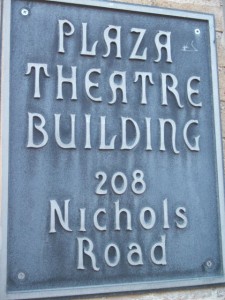 PLAZA
THEATRE
BUILDING
208
Nichols
Road